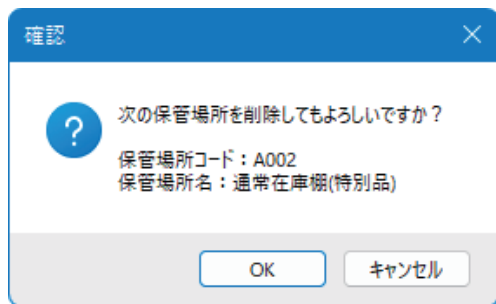 確認
次の保管場所を削除してもよろしいですか？
保管場所コード：A002
保管場所名：通常在庫棚(特別品)
OK
キャンセル